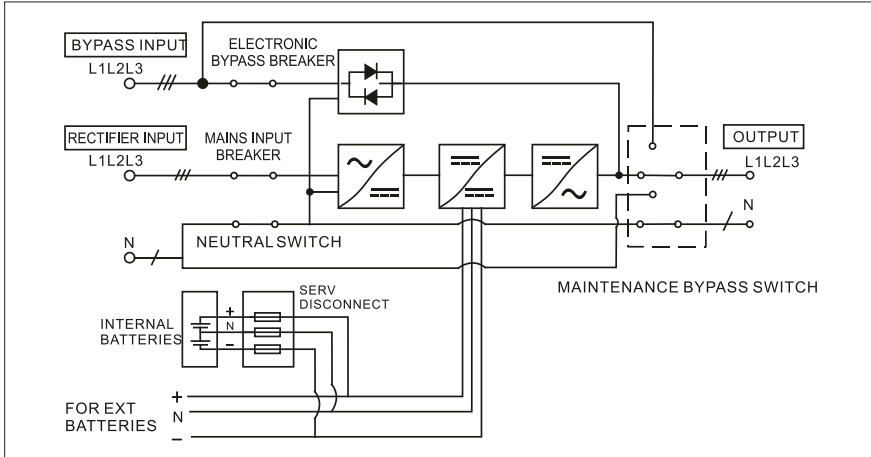 BYPASS INPUT
L1L2L3
ELECTRONIC
BYPASS BREAKER
RECTIFIER INPUT
L1L2L3
MAINS INPUT
BREAKER
OUTPUT
L1L2L3
N
NEUTRAL SWITCH
N
MAINTENANCE BYPASS SWITCH
SERV
DISCONNECT
INTERNAL
BATTERIES
+
N
−
FOR EXT
BATTERIES
+
N
−